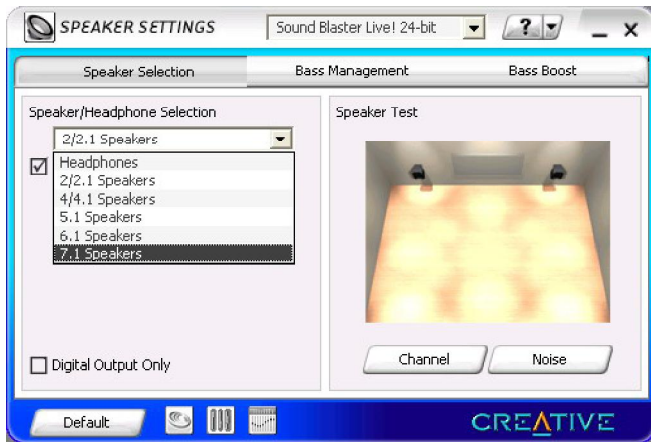 SPEAKER SETTINGS
Sound Blaster Live! 24-bit
?
Speaker Selection
Bass Management
Bass Boost
Speaker/Headphone Selection
Speaker Test
2/2.1 Speakers
Headphones
2/2.1 Speakers
4/4.1 Speakers
5.1 Speakers
6.1 Speakers
7.1 Speakers
Digital Output Only
Channel
Noise
Default
CREATIVE